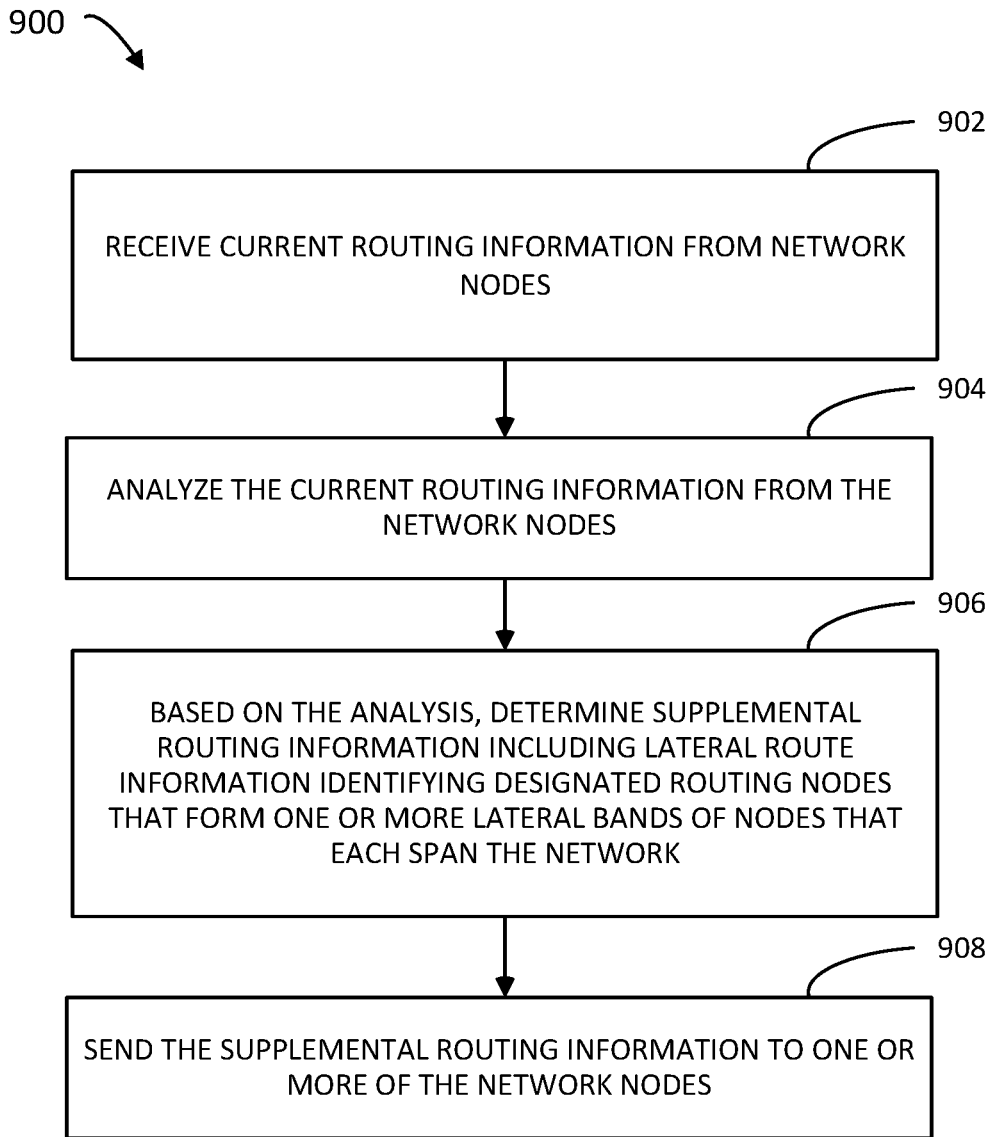 900
902
RECEIVE CURRENT ROUTING INFORMATION FROM NETWORK
NODES
904
ANALYZE THE CURRENT ROUTING INFORMATION FROM THE
NETWORK NODES
906
BASED ON THE ANALYSIS, DETERMINE SUPPLEMENTAL
ROUTING INFORMATION INCLUDING LATERAL ROUTE
INFORMATION IDENTIFYING DESIGNATED ROUTING NODES
THAT FORM ONE OR MORE LATERAL BANDS OF NODES THAT
EACH SPAN THE NETWORK
908
SEND THE SUPPLEMENTAL ROUTING INFORMATION TO ONE OR
MORE OF THE NETWORK NODES